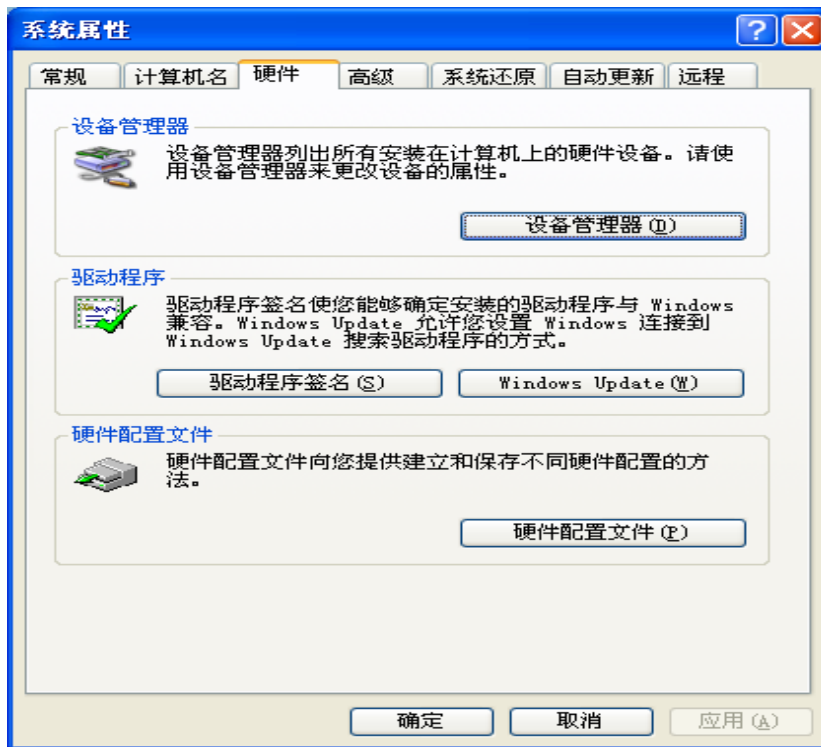 系统属性
常规 计算机名 硬件 高级 系统还原 自动更新 远程
设备管理器
设备管理器列出所有安装在计算机上的硬件设备。请使
用设备管理器来更改设备的属性。
设备管理器(D)
驱动程序
驱动程序签名使您能够确定安装的驱动程序与 Windows
兼容。Windows Update 允许您设置 Windows 连接到
Windows Update 搜索驱动程序的方式。
驱动程序签名(S) Windows Update(W)
硬件配置文件
硬件配置文件向您提供建立和保存不同硬件配置的方
法。
硬件配置文件(P)
确定 取消 应用(A)